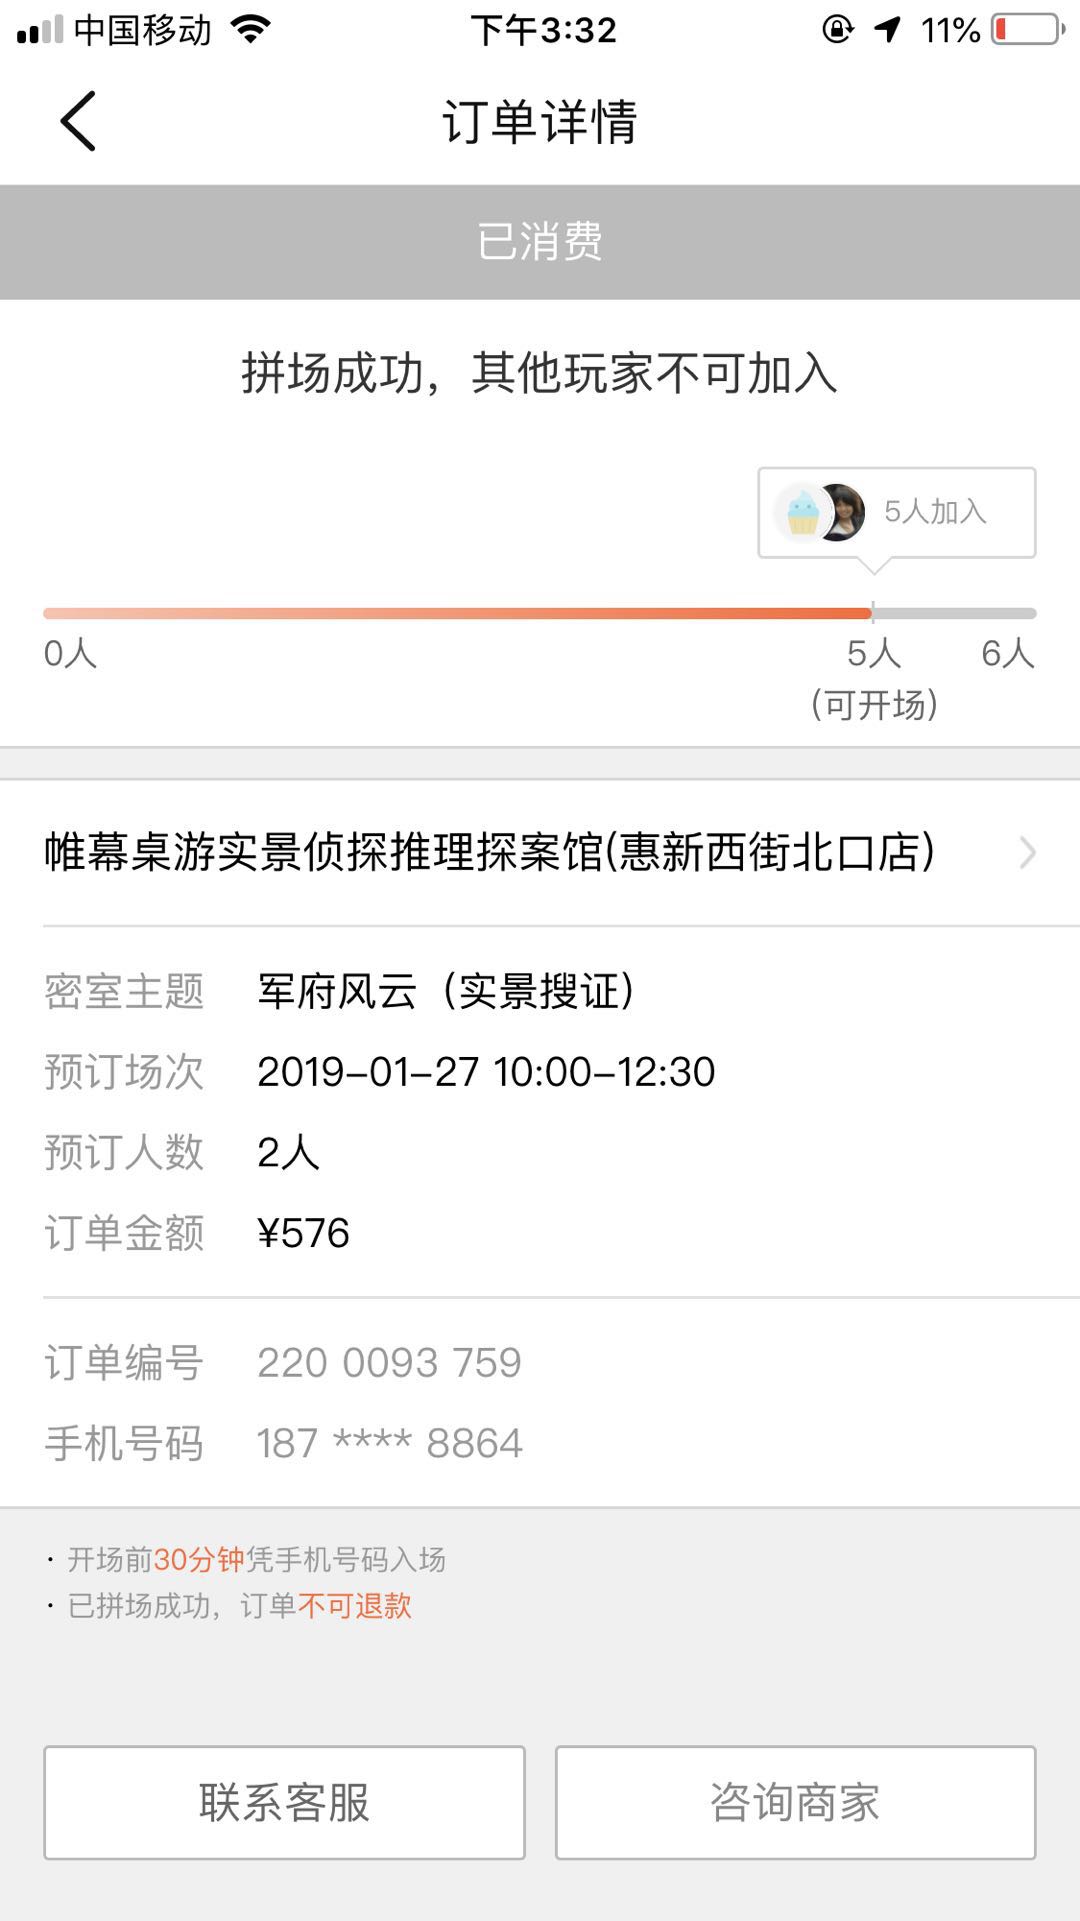 中国移动 下午3:32 11%
订单详情
已消费
拼场成功，其他玩家不可加入
5人加入
0人 5人 6人
(可开场)
帷幕桌游实景侦探推理探案馆(惠新西街北口店)
密室主题 军府风云（实景搜证）
预订场次 2019-01-27 10:00-12:30
预订人数 2人
订单金额 ¥576
订单编号 220 0093 759
手机号码 187 **** 8864
· 开场前30分钟凭手机号码入场
· 已拼场成功，订单不可退款
联系客服 咨询商家